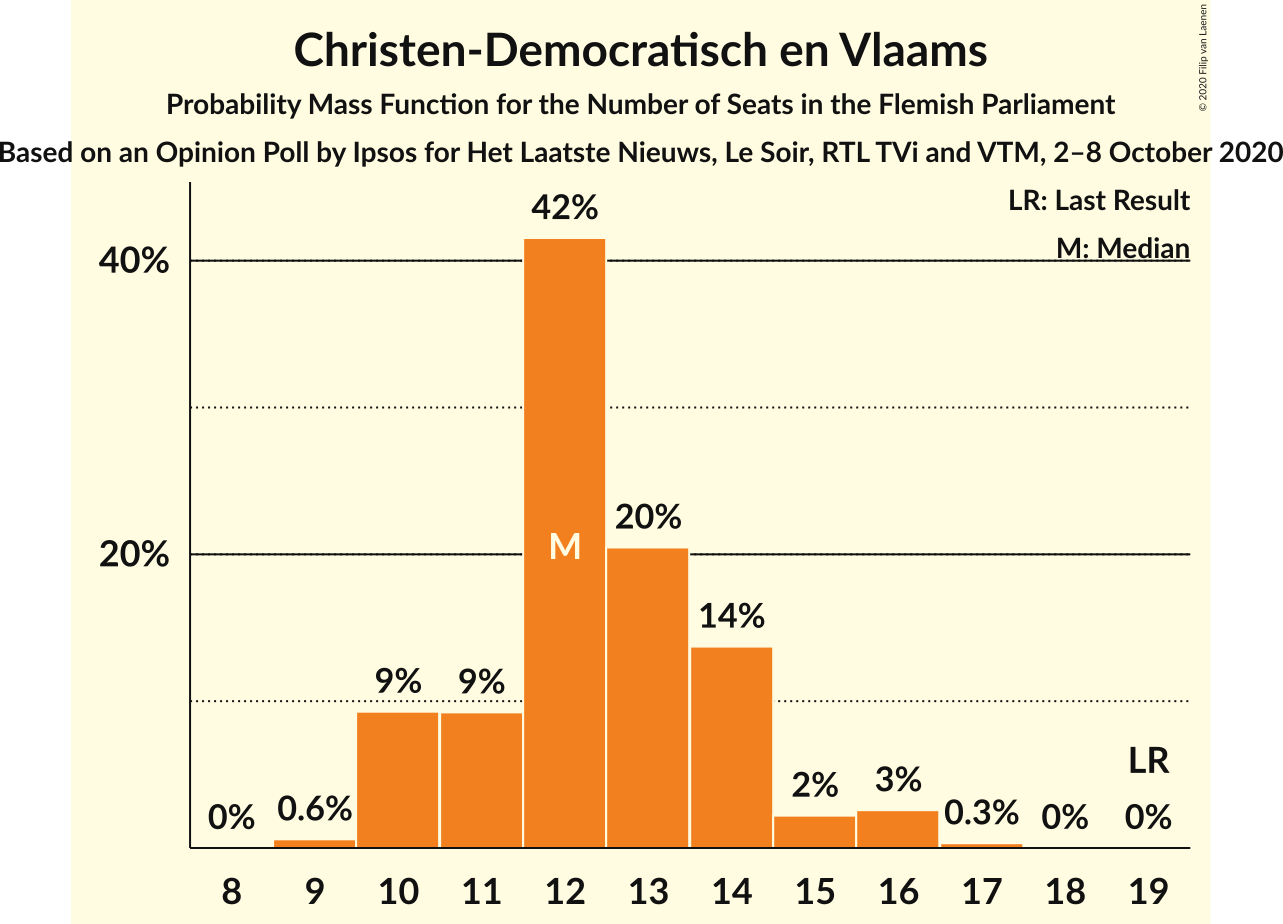 Christen-Democratisch en Vlaams
Probability Mass Function for the Number of Seats in the Flemish Parliament
Based on an Opinion Poll by Ipsos for Het Laatste Nieuws, Le Soir, RTL TVi and VTM, 2–8 October 2020
© 2020 Filip van Laenen
LR: Last Result
M: Median
40%
20%
0%
0.6%
9%
9%
42%
M
20%
14%
2%
3%
0.3%
0%
LR
0%
8 9 10 11 12 13 14 15 16 17 18 19